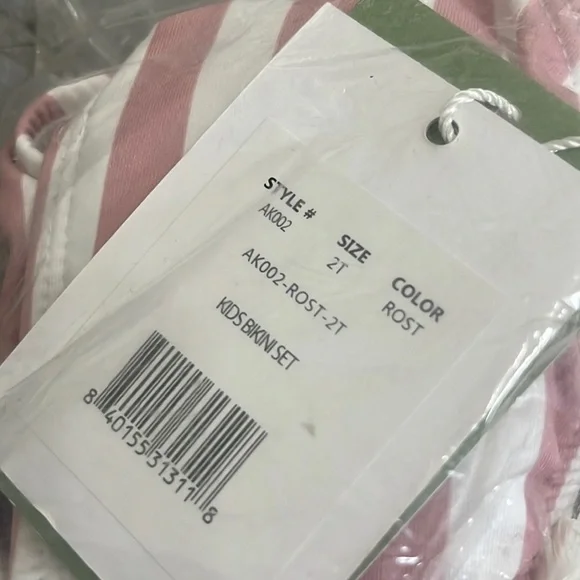 STYLE # SIZE COLOR
AK002 2T ROST
AK002-ROST-2T
KIDS BIKINI SET
8 40155 31311 8